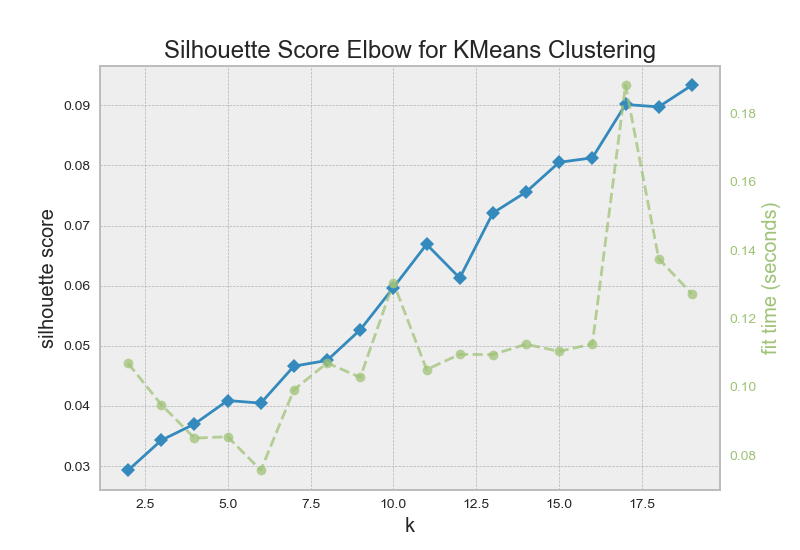 Silhouette Score Elbow for KMeans Clustering
silhouette score
0.09
0.08
0.07
0.06
0.05
0.04
0.03
0.18
0.16
0.14
0.12
0.10
0.08
fit time (seconds)
2.5 5.0 7.5 10.0 12.5 15.0 17.5
k